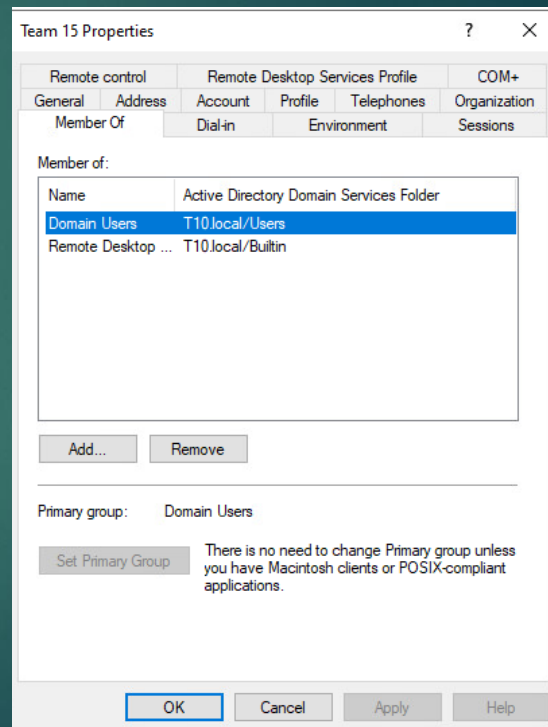 Team 15 Properties
Remote control Remote Desktop Services Profile COM+
General Address Account Profile Telephones Organization
Member Of Dial-in Environment Sessions
Member of:
Name Active Directory Domain Services Folder
Domain Users T10.local/Users
Remote Desktop ... T10.local/Builtin
Add... Remove
Primary group: Domain Users
Set Primary Group
There is no need to change Primary group unless
you have Macintosh clients or POSIX-compliant
applications.
OK Cancel Apply Help